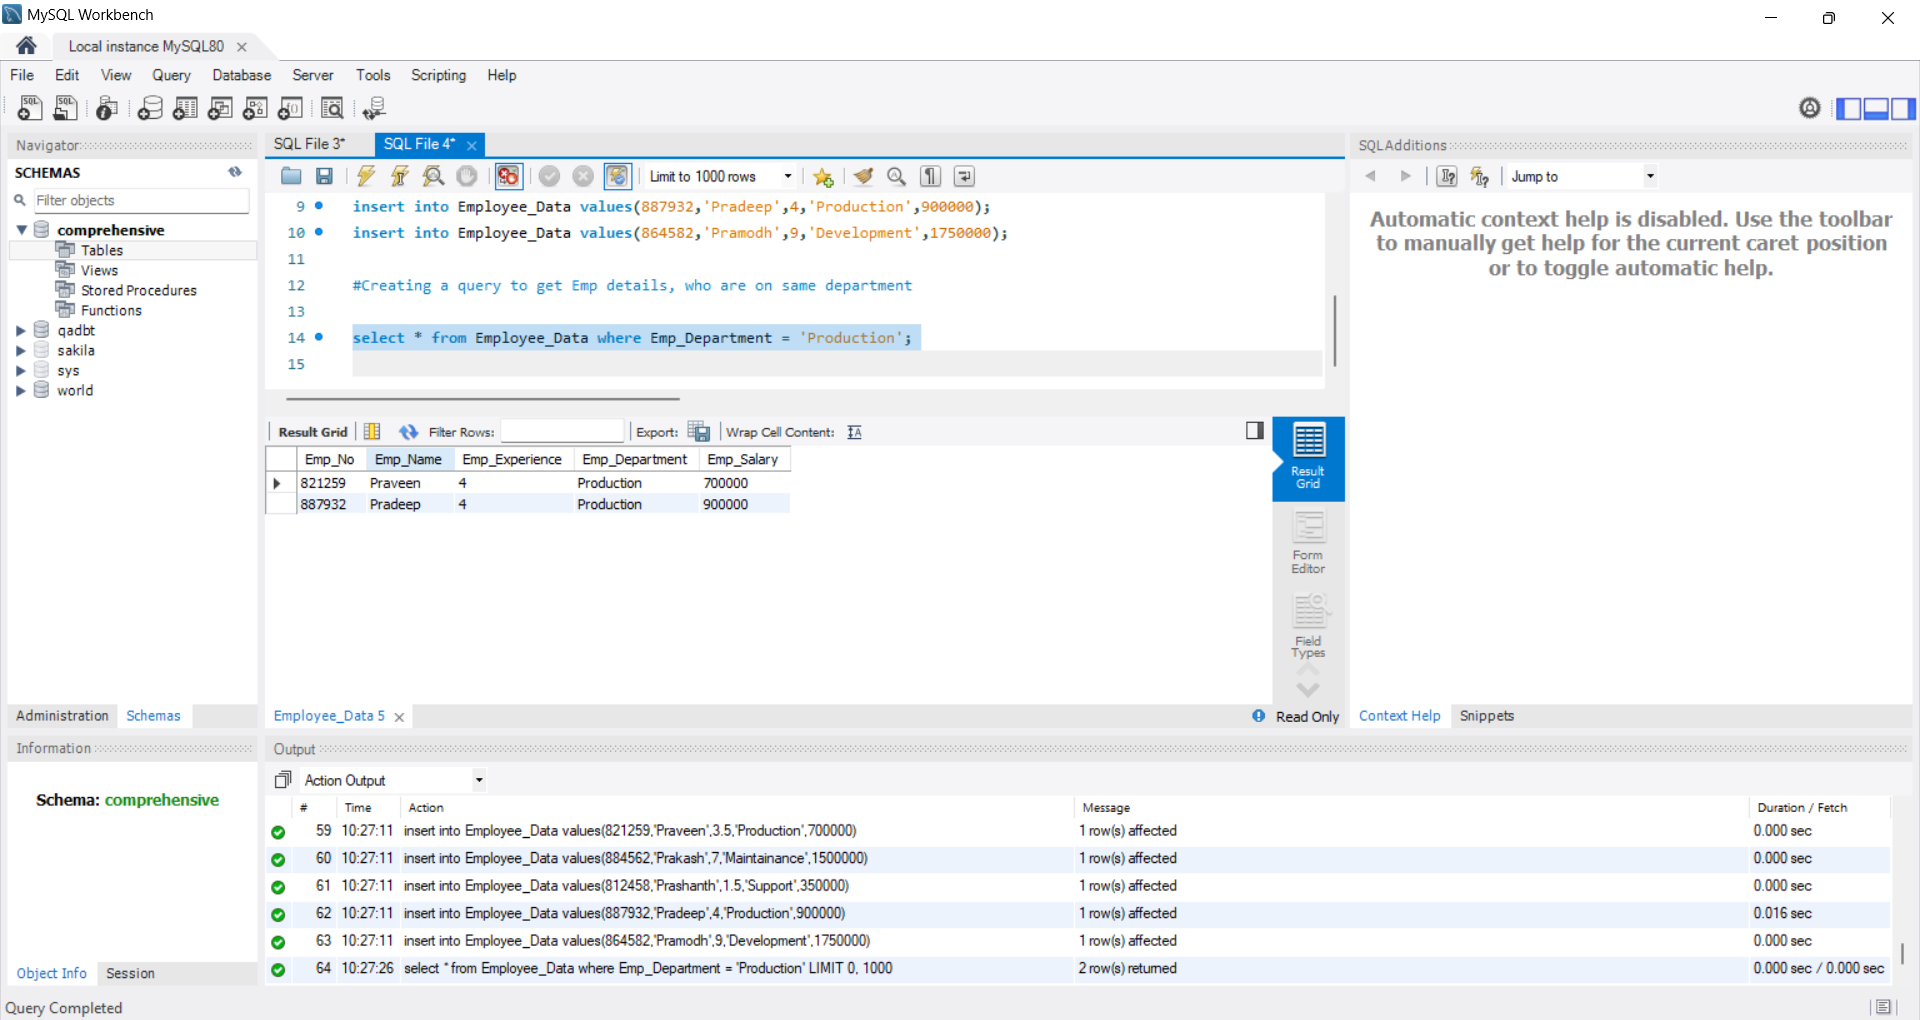 MySQL Workbench
Local instance MySQL80
File Edit View Query Database Server Tools Scripting Help
Navigator
SCHEMAS
Filter objects
comprehensive
Tables
Views
Stored Procedures
Functions
qadbt
sakila
sys
world
Administration Schemas
Information
Schema: comprehensive
Object Info Session
Query Completed
SQL File 3* SQL File 4*
Limit to 1000 rows
9 insert into Employee_Data values(887932,'Pradeep',4,'Production',900000);
10 insert into Employee_Data values(864582,'Pramodh',9,'Development',1750000);
11
12 #Creating a query to get Emp details, who are on same department
13
14 select * from Employee_Data where Emp_Department = 'Production';
15
Result Grid Filter Rows: Export: Wrap Cell Content:
Emp_No Emp_Name Emp_Experience Emp_Department Emp_Salary
821259 Praveen 4 Production 700000
887932 Pradeep 4 Production 900000
Result
Grid
Form
Editor
Field
Types
Employee_Data 5 Read Only
SQLAdditions
Jump to
Automatic context help is disabled. Use the toolbar
to manually get help for the current caret position
or to toggle automatic help.
Context Help Snippets
Output
Action Output
# Time Action Message Duration / Fetch
59 10:27:11 insert into Employee_Data values(821259,'Praveen',3.5,'Production',700000) 1 row(s) affected 0.000 sec
60 10:27:11 insert into Employee_Data values(884562,'Prakash',7,'Maintainance',1500000) 1 row(s) affected 0.000 sec
61 10:27:11 insert into Employee_Data values(812458,'Prashanth',1.5,'Support',350000) 1 row(s) affected 0.000 sec
62 10:27:11 insert into Employee_Data values(887932,'Pradeep',4,'Production',900000) 1 row(s) affected 0.016 sec
63 10:27:11 insert into Employee_Data values(864582,'Pramodh',9,'Development',1750000) 1 row(s) affected 0.000 sec
64 10:27:26 select * from Employee_Data where Emp_Department = 'Production' LIMIT 0, 1000 2 row(s) returned 0.000 sec / 0.000 sec